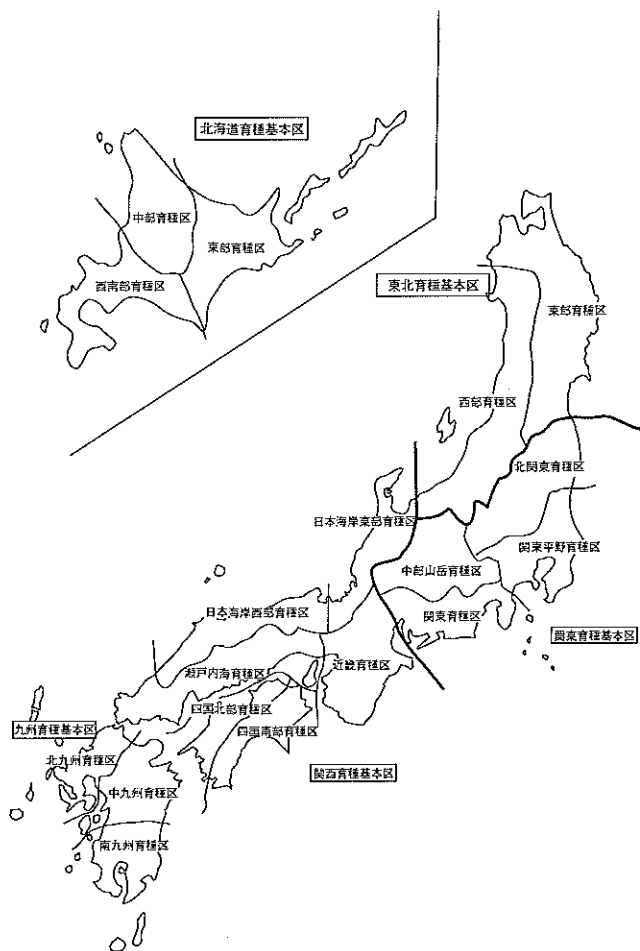 北海道育種基本区
中部育種区
東部育種区
西南部育種区
東北育種基本区
東部育種区
西部育種区
北関東育種区
日本海岸東部育種区
関東平野育種区
中部山岳育種区
日本海岸西部育種区
関東育種区
関東育種基本区
近畿育種区
瀬戸内海育種区
四国北部育種区
九州育種基本区
四国南部育種区
北九州育種区
関西育種基本区
中九州育種区
南九州育種区